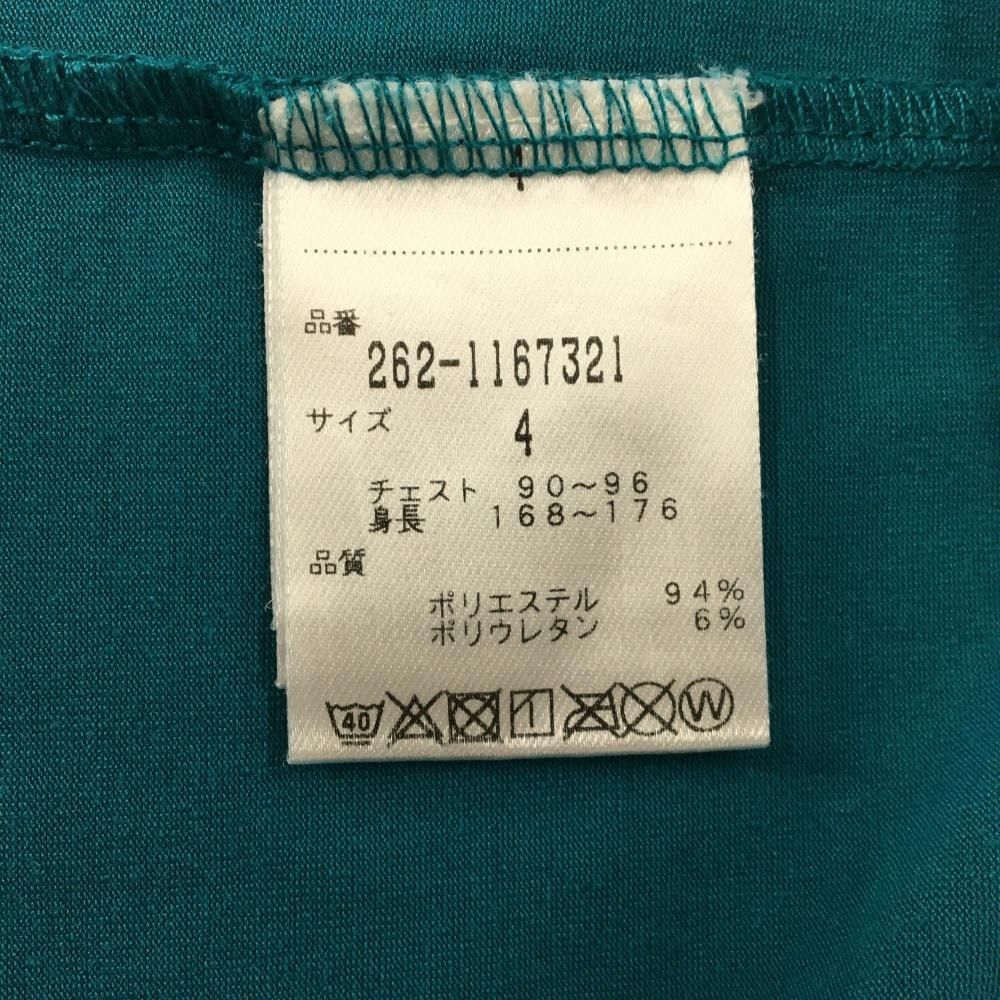 品番
262-1167321
サイズ
4
チェスト 90～96
身長 168～176
品質
ポリエステル 94%
ポリウレタン 6%
40 W